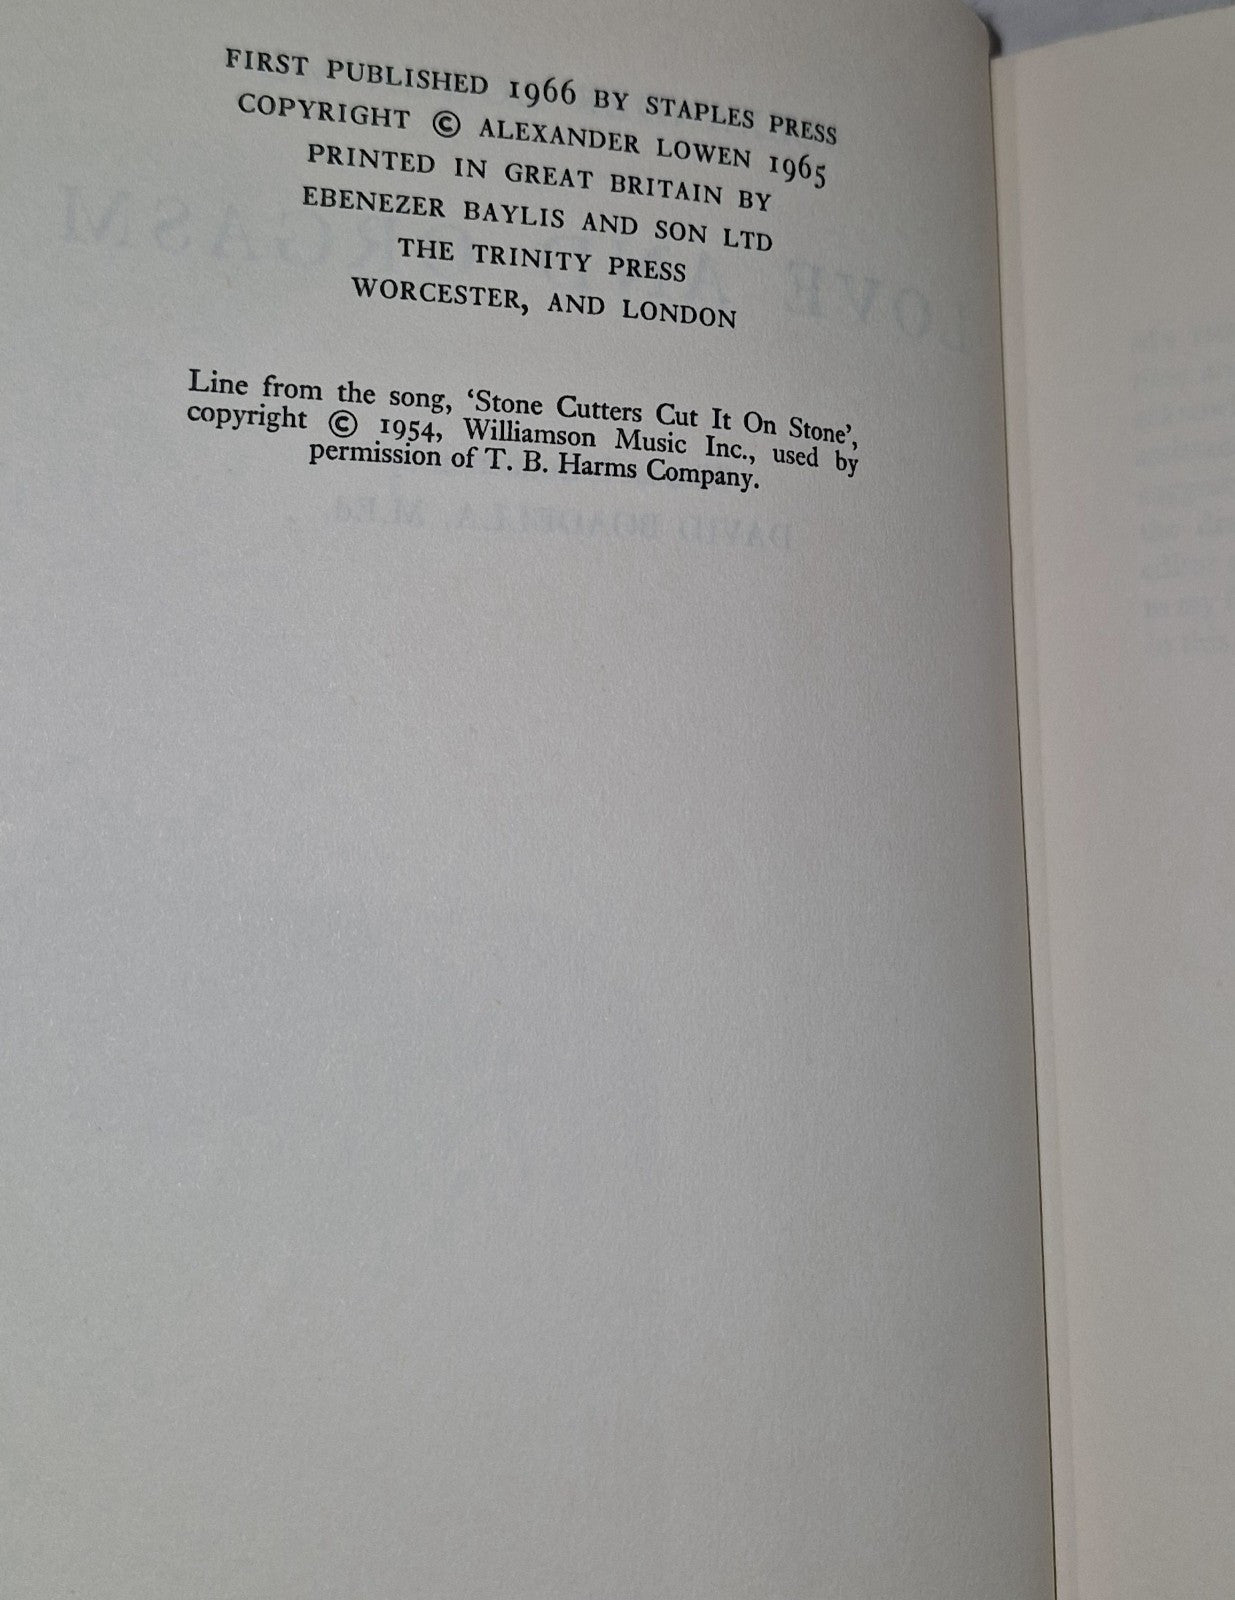 FIRST PUBLISHED 1966 BY STAPLES PRESS
COPYRIGHT © ALEXANDER LOWEN 1965
PRINTED IN GREAT BRITAIN BY
EBENEZER BAYLIS AND SON LTD
THE TRINITY PRESS
WORCESTER, AND LONDON
Line from the song, ‘Stone Cutters Cut It On Stone’,
copyright © 1954, Williamson Music Inc., used by
permission of T. B. Harms Company.